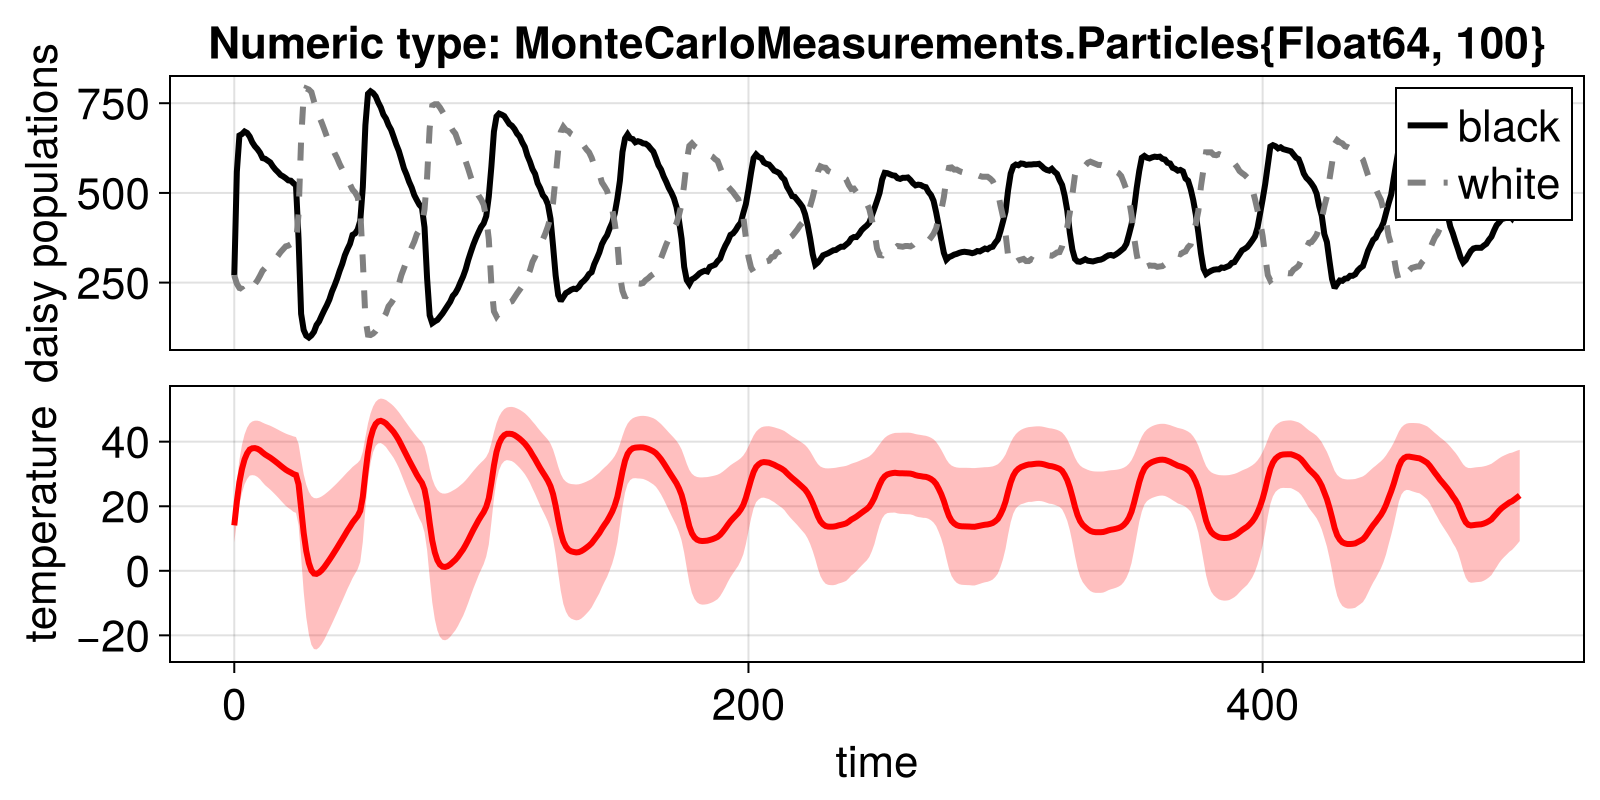 Numeric type: MonteCarloMeasurements.Particles{Float64, 100}
daisy populations
750
500
250
black
white
temperature
40
20
0
−20
0
200
400
time